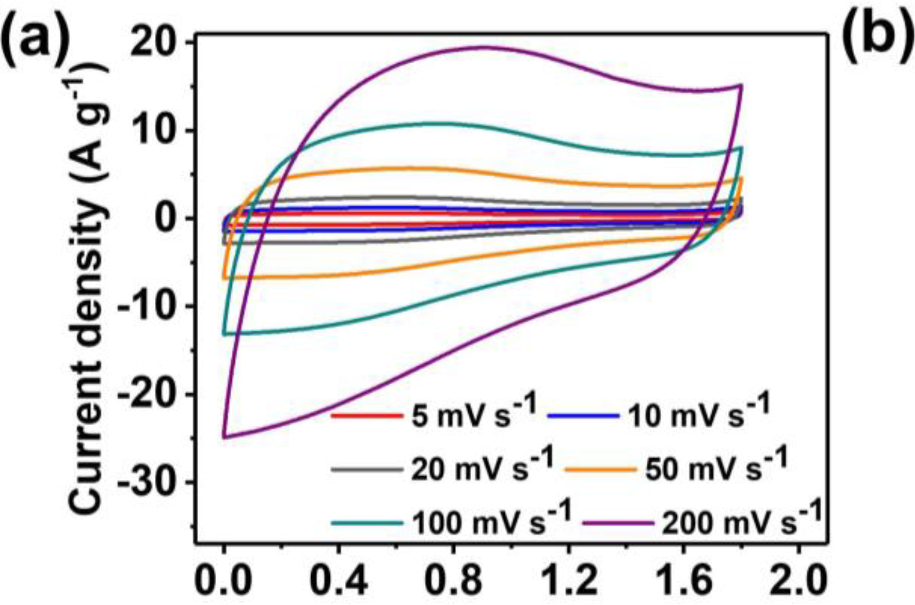 (a)
(b)
Current density (A g⁻¹)
20
10
0
-10
-20
-30
5 mV s⁻¹ 10 mV s⁻¹
20 mV s⁻¹ 50 mV s⁻¹
100 mV s⁻¹ 200 mV s⁻¹
0.0 0.4 0.8 1.2 1.6 2.0